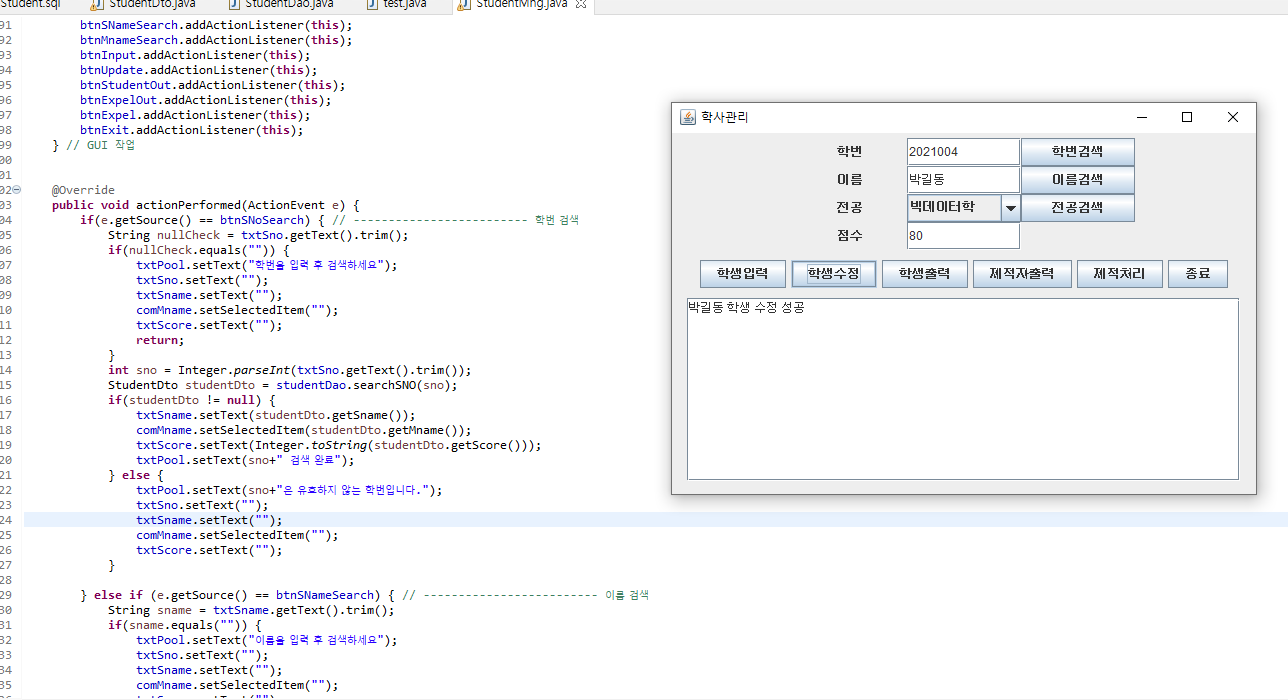 Student.sql StudentDto.java StudentDao.java test.java StudentMng.java
91 btnSNameSearch.addActionListener(this);
92 btnMnameSearch.addActionListener(this);
93 btnInput.addActionListener(this);
94 btnUpdate.addActionListener(this);
95 btnStudentOut.addActionListener(this);
96 btnExpelOut.addActionListener(this);
97 btnExpel.addActionListener(this);
98 btnExit.addActionListener(this);
99 } // GUI 작업
00
01
02 @Override
03 public void actionPerformed(ActionEvent e) {
04 if(e.getSource() == btnSNoSearch) { // ------------------------- 학번 검색
05 String nullCheck = txtSno.getText().trim();
06 if(nullCheck.equals("")) {
07 txtPool.setText("학번을 입력 후 검색하세요");
08 txtSno.setText("");
09 txtSname.setText("");
10 comMname.setSelectedItem("");
11 txtScore.setText("");
12 return;
13 }
14 int sno = Integer.parseInt(txtSno.getText().trim());
15 StudentDto studentDto = studentDao.searchSNO(sno);
16 if(studentDto != null) {
17 txtSname.setText(studentDto.getSname());
18 comMname.setSelectedItem(studentDto.getMname());
19 txtScore.setText(Integer.toString(studentDto.getScore()));
20 txtPool.setText(sno+" 검색 완료");
21 } else {
22 txtPool.setText(sno+"은 유효하지 않는 학번입니다.");
23 txtSno.setText("");
24 txtSname.setText("");
25 comMname.setSelectedItem("");
26 txtScore.setText("");
27 }
28
29 } else if (e.getSource() == btnSNameSearch) { // ------------------------- 이름 검색
30 String sname = txtSname.getText().trim();
31 if(sname.equals("")) {
32 txtPool.setText("이름을 입력 후 검색하세요");
33 txtSno.setText("");
34 txtSname.setText("");
35 comMname.setSelectedItem("");
학사관리
학번 2021004 학번검색
이름 박길동 이름검색
전공 빅데이터학 전공검색
점수 80
학생입력 학생수정 학생출력 제적자출력 제적처리 종료
박길동 학생 수정 성공